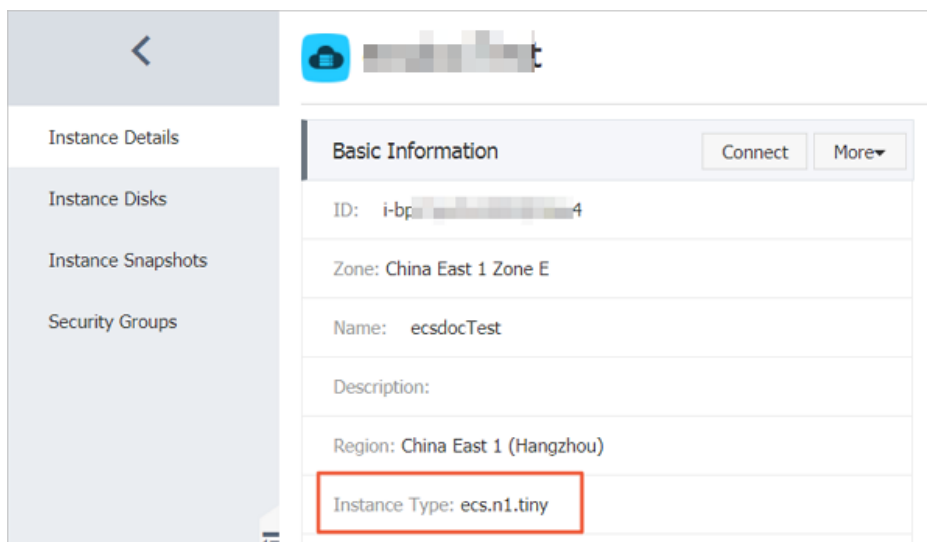 Instance Details
Instance Disks
Instance Snapshots
Security Groups
Basic Information
Connect
More
ID: i-bp 4
Zone: China East 1 Zone E
Name: ecsdocTest
Description:
Region: China East 1 (Hangzhou)
Instance Type: ecs.n1.tiny